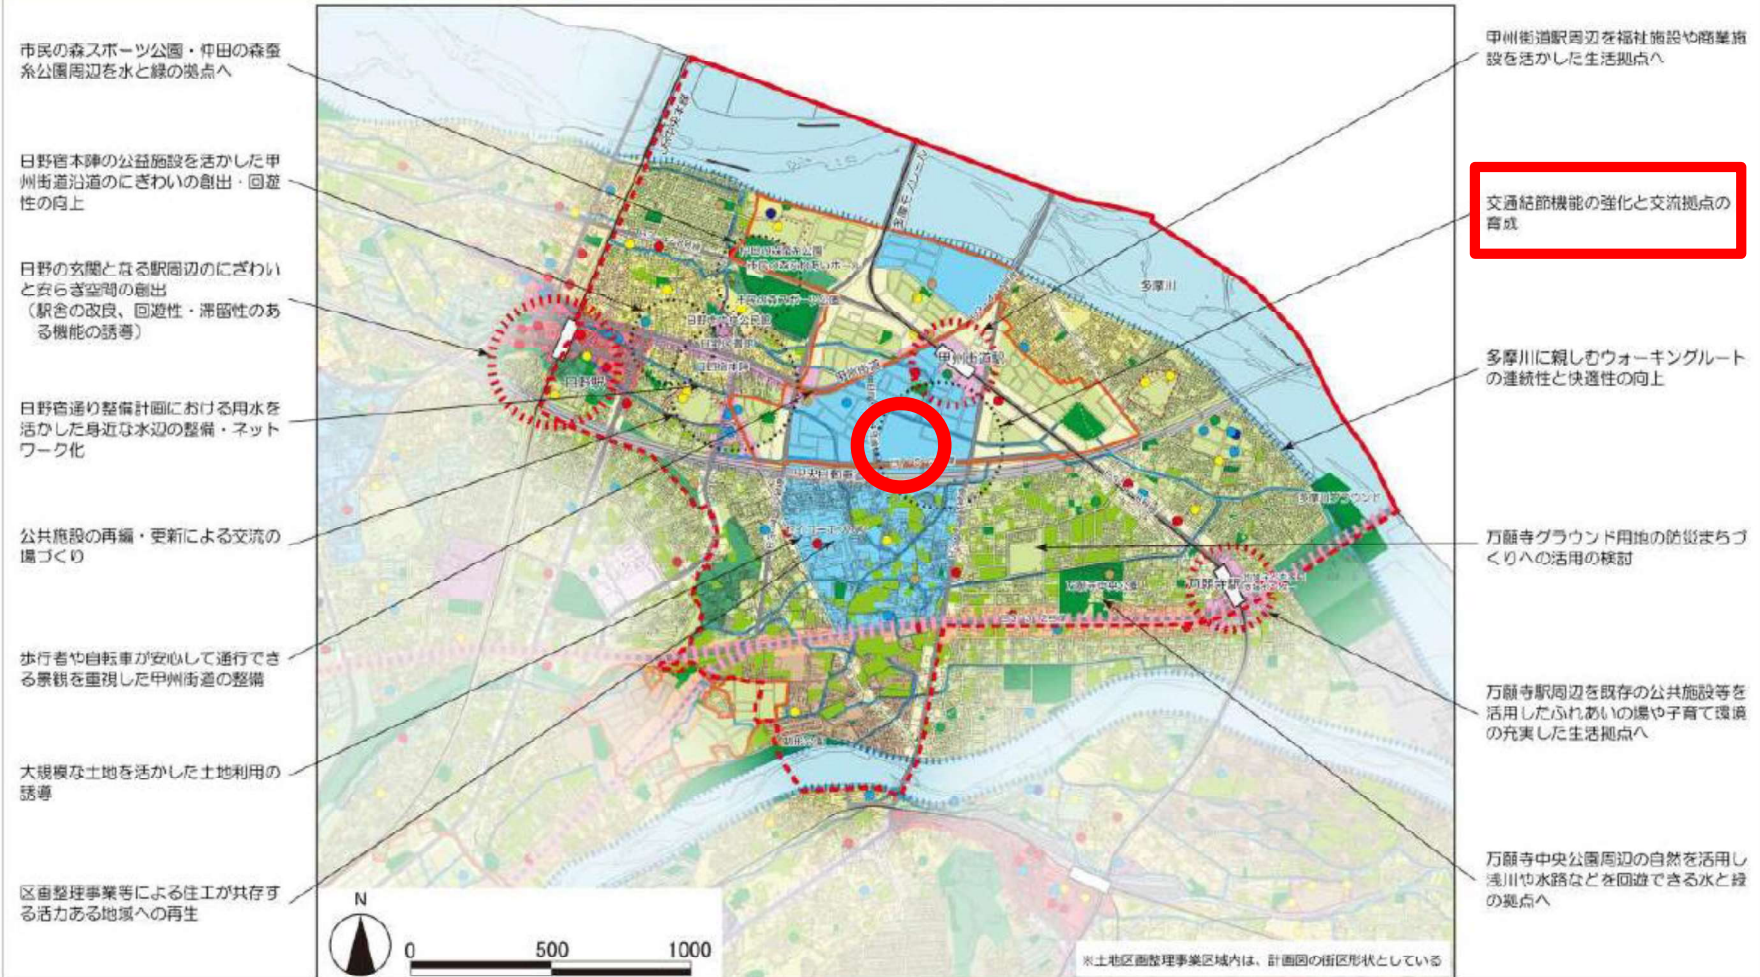 市民の森スポーツ公園・仲田の森蚕
糸公園周辺を水と緑の拠点へ
日野宿本陣の公益施設を活かした甲
州街道沿道のにぎわいの創出・回遊
性の向上
日野の玄関となる駅周辺のにぎわい
と安らぎ空間の創出
（駅舎の改良、回遊性・滞留性のあ
る機能の誘導）
日野宿通り整備計画における用水を
活かした身近な水辺の整備・ネット
ワーク化
公共施設の再編・更新による交流の
場づくり
歩行者や自転車が安心して通行でき
る景観を重視した甲州街道の整備
大規模な土地を活かした土地利用の
誘導
区画整理事業等による住工が共存す
る活力ある地域への再生
甲州街道駅周辺を福祉施設や商業施
設を活かした生活拠点へ
交通結節機能の強化と交流拠点の
育成
多摩川に親しむウォーキングルート
の連続性と快適性の向上
万願寺グラウンド用地の防災まちづ
くりへの活用の検討
万願寺駅周辺を既存の公共施設等を
活用したふれあいの場や子育て環境
の充実した生活拠点へ
万願寺中央公園周辺の自然を活用し
浅川や水路などを回遊できる水と緑
の拠点へ
多摩川
市民の森スポーツ公園
甲州街道駅
日野駅
中央自動車
万願寺駅
多摩川グラウンド
N
0 500 1000
※土地区画整理事業区域内は、計画図の街区形状としている